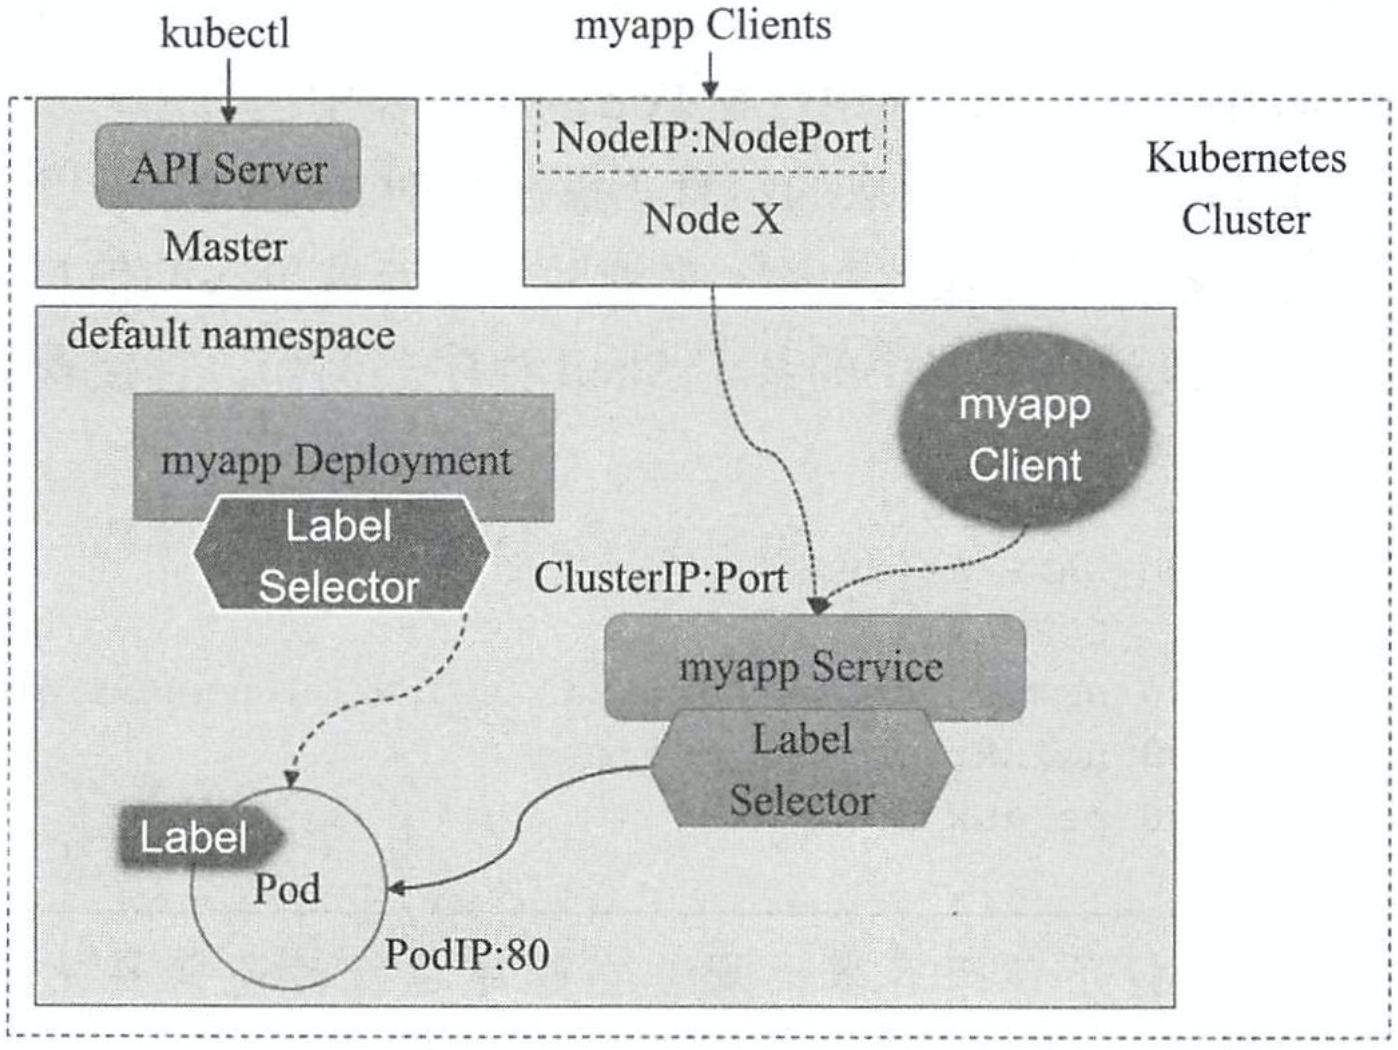 kubectl
myapp Clients
API Server
Master
NodeIP:NodePort
Node X
Kubernetes
Cluster
default namespace
myapp Deployment
Label
Selector
myapp
Client
ClusterIP:Port
myapp Service
Label
Selector
Label
Pod
PodIP:80